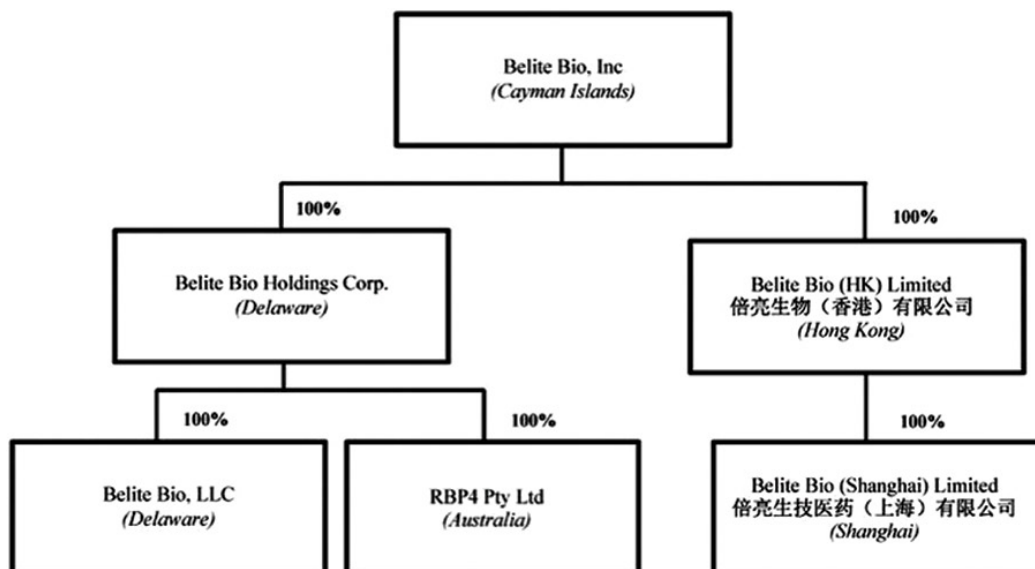 Belite Bio, Inc
(Cayman Islands)
100%
100%
Belite Bio Holdings Corp.
(Delaware)
Belite Bio (HK) Limited
倍亮生物（香港）有限公司
(Hong Kong)
100%
100%
100%
Belite Bio, LLC
(Delaware)
RBP4 Pty Ltd
(Australia)
Belite Bio (Shanghai) Limited
倍亮生技医药（上海）有限公司
(Shanghai)